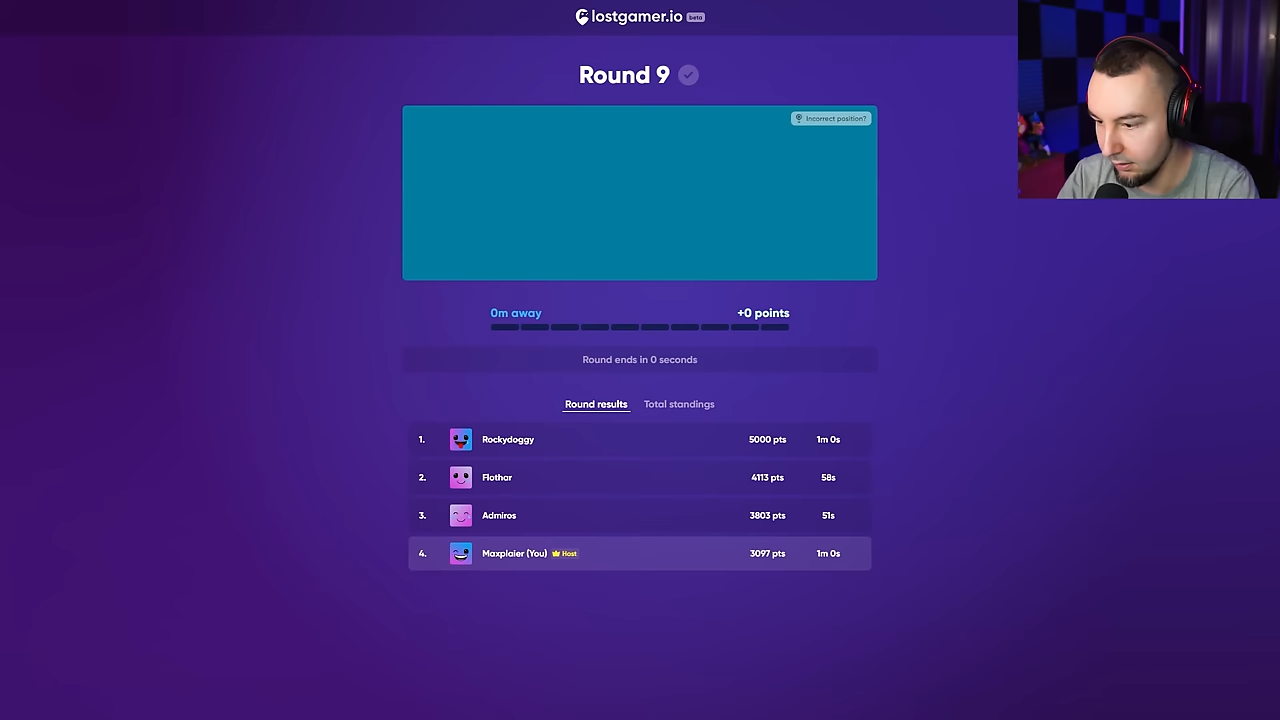 lostgamer.io beta
Round 9
Incorrect position?
0m away +0 points
Round ends in 0 seconds
Round results Total standings
1. Rockydoggy 5000 pts 1m 0s
2. Flothar 4113 pts 58s
3. Admiros 3803 pts 51s
4. Maxplaier (You) Host 3097 pts 1m 0s